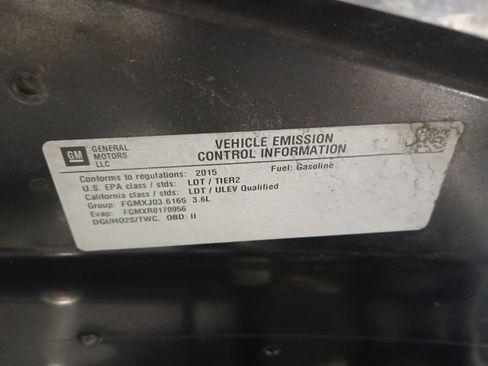 GM
GENERAL
MOTORS
LLC
VEHICLE EMISSION
CONTROL INFORMATION
Conforms to regulations: 2015 Fuel: Gasoline
U.S. EPA class / stds: LDT / TIER2
California class / stds: LDT / ULEV Qualified
Group: FGMXJ03.6165 3.6L
Evap: FGMXR0170956
DGI/HO2S/TWC, OBD: II